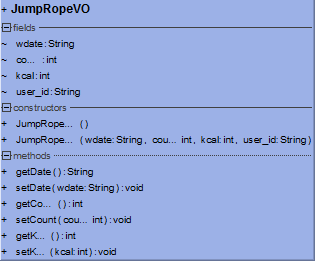 + JumpRopeVO
fields
~ wdate:String
~ co... :int
~ kcal:int
~ user_id:String
constructors
+ JumpRope... ()
+ JumpRope... (wdate:String, cou... int, kcal:int, user_id:String)
methods
+ getDate():String
+ setDate(wdate:String):void
+ getCo... ():int
+ setCount(cou... int):void
+ getK... ():int
+ setK... (kcal:int):void